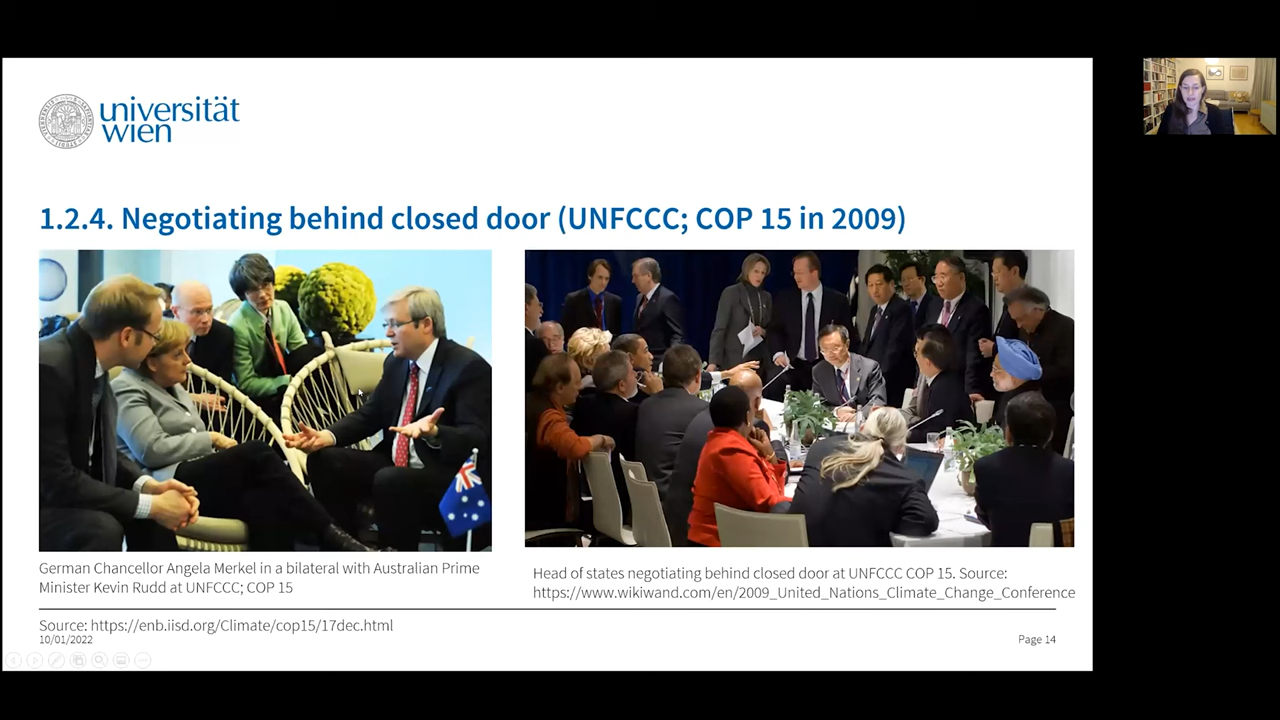 universität
wien
1.2.4. Negotiating behind closed door (UNFCCC; COP 15 in 2009)
German Chancellor Angela Merkel in a bilateral with Australian Prime
Minister Kevin Rudd at UNFCCC; COP 15
Head of states negotiating behind closed door at UNFCCC COP 15. Source:
https://www.wikiwand.com/en/2009_United_Nations_Climate_Change_Conference
Source: https://enb.iisd.org/Climate/cop15/17dec.html
10/01/2022
Page 14